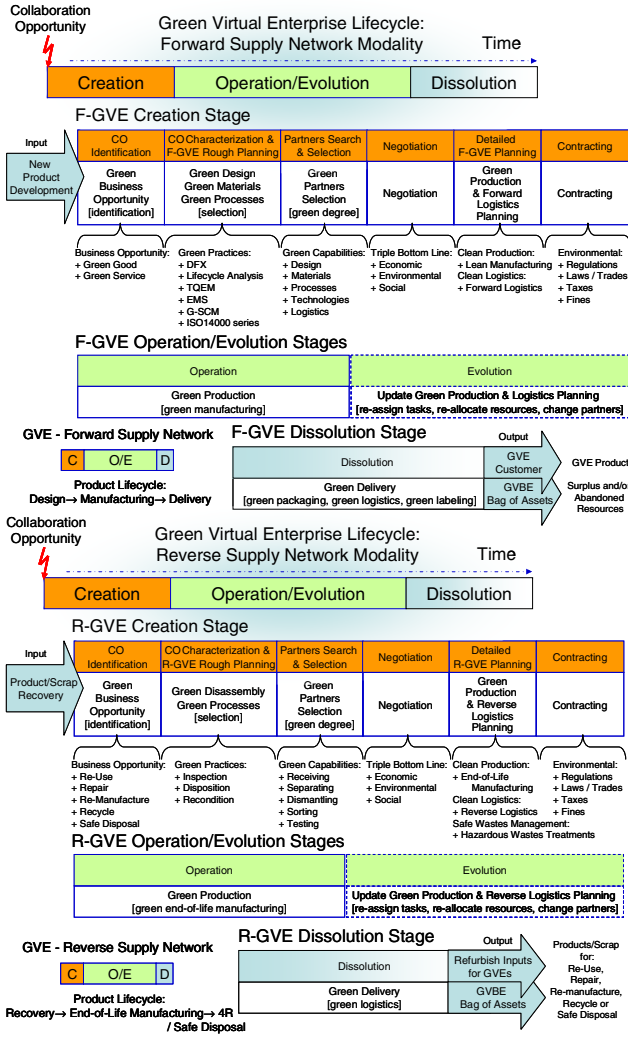 Collaboration
Opportunity
Green Virtual Enterprise Lifecycle:
Forward Supply Network Modality
Time
Creation
Operation/Evolution
Dissolution
F-GVE Creation Stage
Input
New
Product
Development
CO
Identification
CO Characterization &
F-GVE Rough Planning
Partners Search
& Selection
Negotiation
Detailed
F-GVE Planning
Contracting
Green
Business
Opportunity
[identification]
Green Design
Green Materials
Green Processes
[selection]
Green
Partners
Selection
[green degree]
Negotiation
Green
Production
& Forward
Logistics
Planning
Contracting
Business Opportunity:
+ Green Good
+ Green Service
Green Practices:
+ DFX
+ Lifecycle Analysis
+ TQEM
+ EMS
+ G-SCM
+ ISO14000 series
Green Capabilities:
+ Design
+ Materials
+ Processes
+ Technologies
+ Logistics
Triple Bottom Line:
+ Economic
+ Environmental
+ Social
Clean Production:
+ Lean Manufacturing
Clean Logistics:
+ Forward Logistics
Environmental:
+ Regulations
+ Laws / Trades
+ Taxes
+ Fines
F-GVE Operation/Evolution Stages
Operation
Evolution
Green Production
[green manufacturing]
Update Green Production & Logistics Planning
[re-assign tasks, re-allocate resources, change partners]
GVE - Forward Supply Network
C
O/E
D
Product Lifecycle:
Design→ Manufacturing→ Delivery
F-GVE Dissolution Stage
Output
Dissolution
GVE
Customer
GVE Product
Green Delivery
[green packaging, green logistics, green labeling]
GVBE
Bag of Assets
Surplus and/or
Abandoned
Resources
Collaboration
Opportunity
Green Virtual Enterprise Lifecycle:
Reverse Supply Network Modality
Time
Creation
Operation/Evolution
Dissolution
R-GVE Creation Stage
Input
Product/Scrap
Recovery
CO
Identification
CO Characterization &
R-GVE Rough Planning
Partners Search
& Selection
Negotiation
Detailed
R-GVE Planning
Contracting
Green
Business
Opportunity
[identification]
Green Disassembly
Green Processes
[selection]
Green
Partners
Selection
[green degree]
Negotiation
Green
Production
& Reverse
Logistics
Planning
Contracting
Business Opportunity:
+ Re-Use
+ Repair
+ Re-Manufacture
+ Recycle
+ Safe Disposal
Green Practices:
+ Inspection
+ Disposition
+ Recondition
Green Capabilities:
+ Receiving
+ Separating
+ Dismantling
+ Sorting
+ Testing
Triple Bottom Line:
+ Economic
+ Environmental
+ Social
Clean Production:
+ End-of-Life
Manufacturing
Clean Logistics:
+ Reverse Logistics
Safe Wastes Management:
+ Hazardous Wastes Treatments
Environmental:
+ Regulations
+ Laws / Trades
+ Taxes
+ Fines
R-GVE Operation/Evolution Stages
Operation
Evolution
Green Production
[green end-of-life manufacturing]
Update Green Production & Reverse Logistics Planning
[re-assign tasks, re-allocate resources, change partners]
GVE - Reverse Supply Network
C
O/E
D
Product Lifecycle:
Recovery→ End-of-Life Manufacturing→ 4R
/ Safe Disposal
R-GVE Dissolution Stage
Output
Dissolution
Refurbish Inputs
for GVEs
Green Delivery
[green logistics]
GVBE
Bag of Assets
Products/Scrap
for:
Re-Use,
Repair,
Re-manufacture,
Recycle or
Safe Disposal